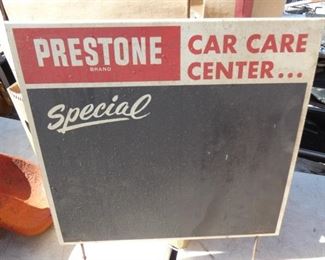 PRESTONE
BRAND
CAR CARE
CENTER...
Special